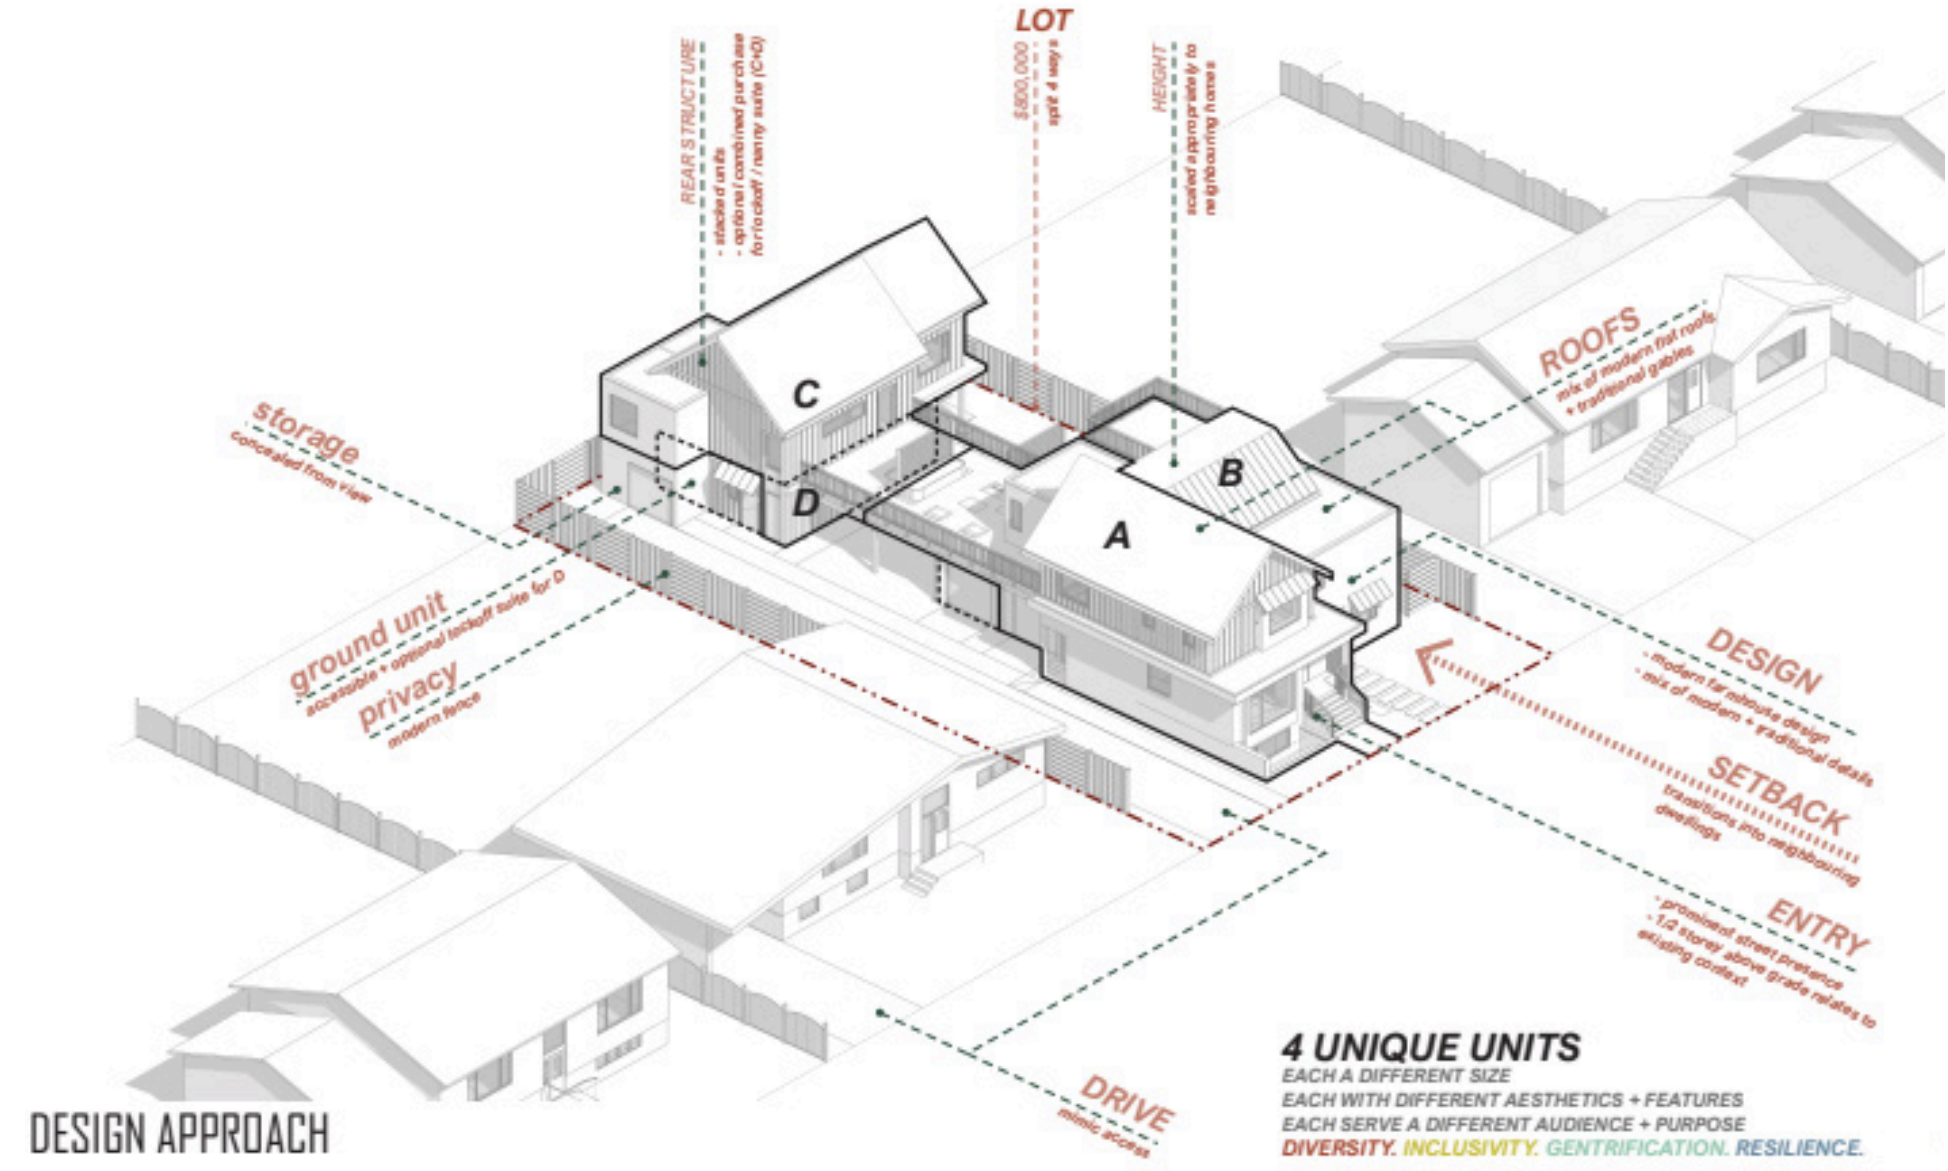 LOT
$800,000
split 4 ways
REAR STRUCTURE
- stacked units
- optional combined purchase
for lockoff / nanny suite (C+D)
HEIGHT
scaled appropriately to
neighbouring homes
ROOFS
mix of modern flat roofs
+ traditional gables
storage
concealed from view
C
D
B
A
ground unit
accessible + optional lockoff suite for D
privacy
modern fence
DESIGN
- modern farmhouse design
- mix of modern + traditional details
SETBACK
transitions into neighbouring
dwellings
ENTRY
- prominent street presence
- 1/2 storey above grade relates to
existing context
DRIVE
mimic access
4 UNIQUE UNITS
EACH A DIFFERENT SIZE
EACH WITH DIFFERENT AESTHETICS + FEATURES
EACH SERVE A DIFFERENT AUDIENCE + PURPOSE
DIVERSITY. INCLUSIVITY. GENTRIFICATION. RESILIENCE.
DESIGN APPROACH